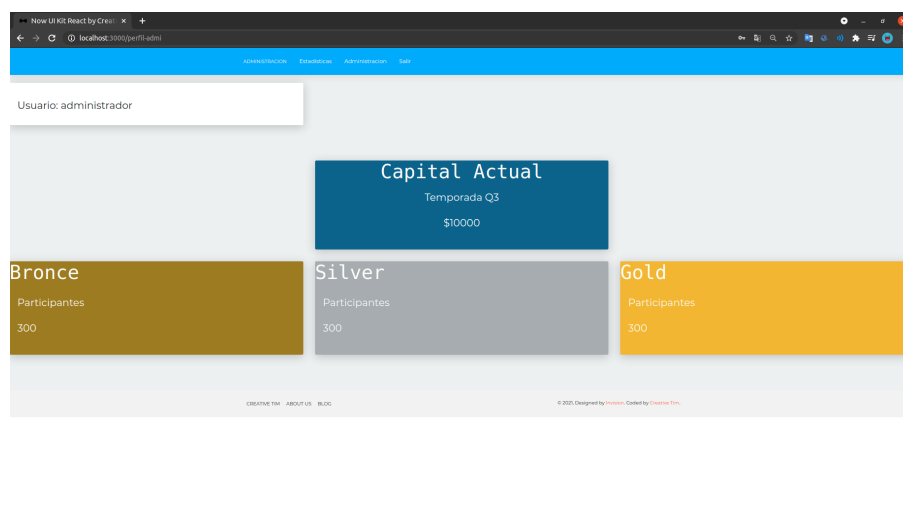 Now UI Kit React by Creat
localhost:3000/perfil-admi
ADMINISTRACION Estadísticas Administracion Salir
Usuario: administrador
Capital Actual
Temporada Q3
$10000
Bronce
Participantes
300
Silver
Participantes
300
Gold
Participantes
300
CREATIVE TIM ABOUT US BLOG
© 2021, Designed by Invision. Coded by Creative Tim.